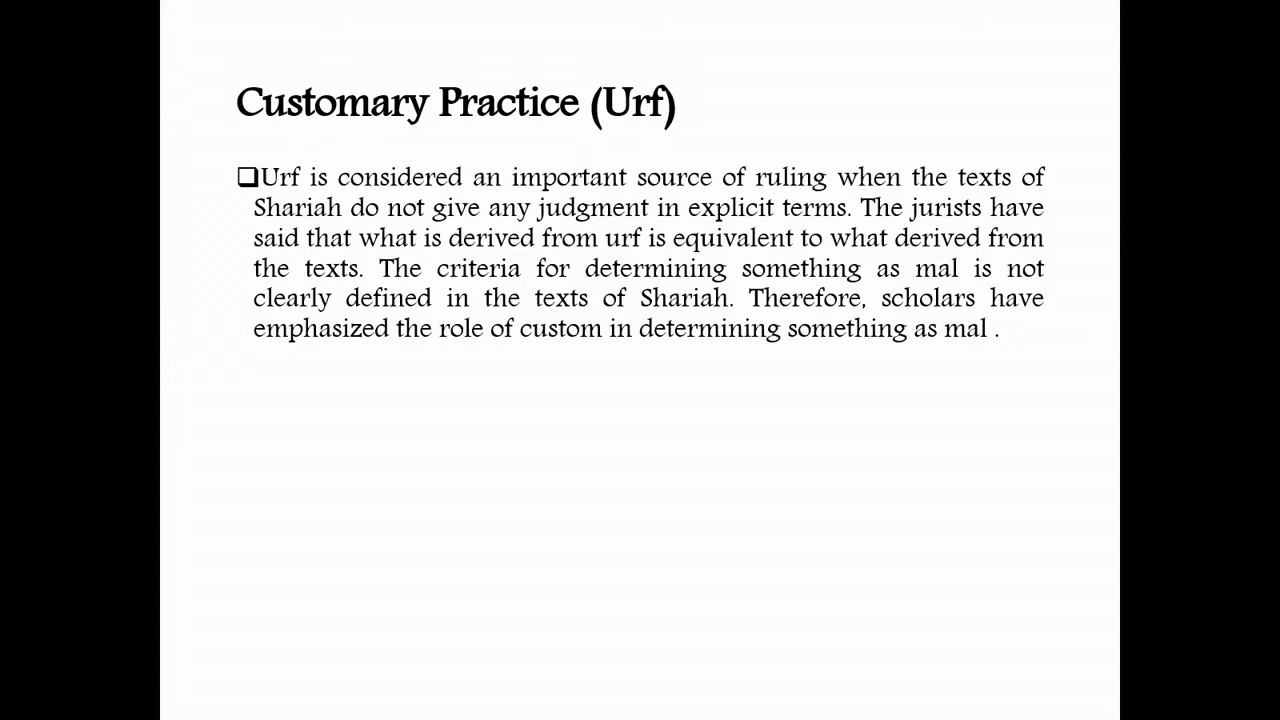 Customary Practice (Urf)
❑Urf is considered an important source of ruling when the texts of
Shariah do not give any judgment in explicit terms. The jurists have
said that what is derived from urf is equivalent to what derived from
the texts. The criteria for determining something as mal is not
clearly defined in the texts of Shariah. Therefore, scholars have
emphasized the role of custom in determining something as mal .